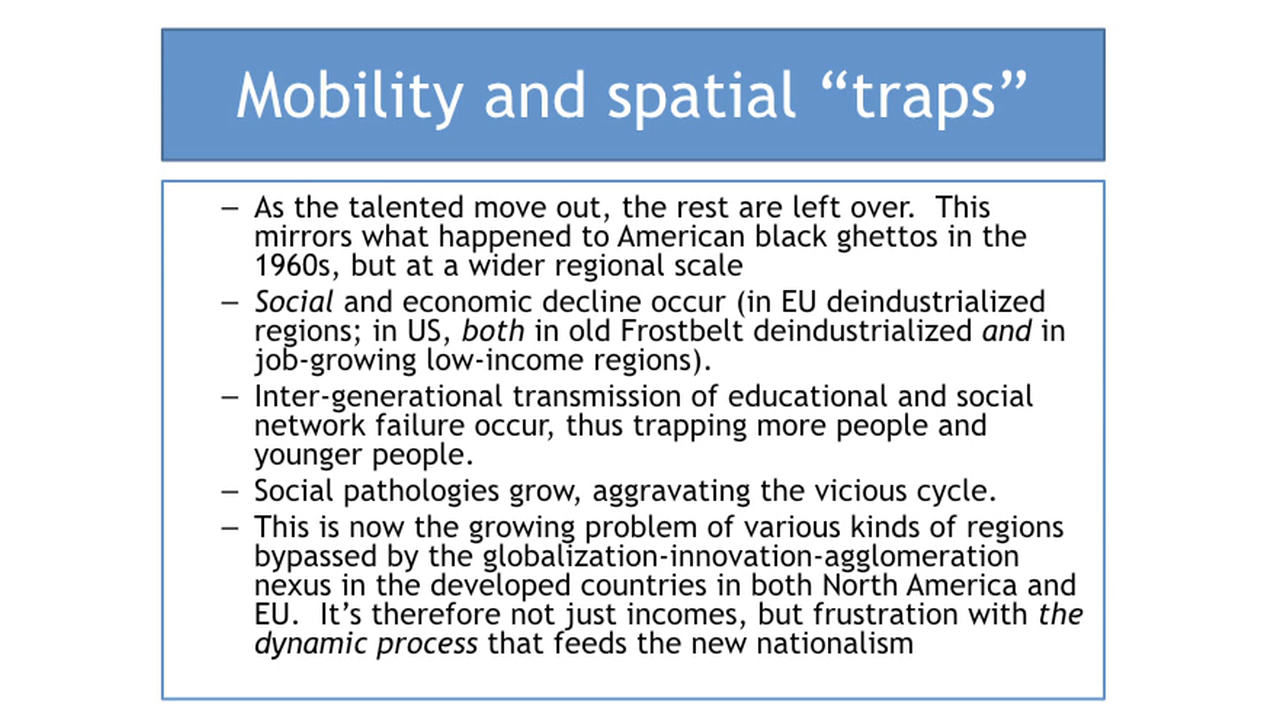 Mobility and spatial “traps”
– As the talented move out, the rest are left over.  This
mirrors what happened to American black ghettos in the
1960s, but at a wider regional scale
– Social and economic decline occur (in EU deindustrialized
regions; in US, both in old Frostbelt deindustrialized and in
job-growing low-income regions).
– Inter-generational transmission of educational and social
network failure occur, thus trapping more people and
younger people.
– Social pathologies grow, aggravating the vicious cycle.
– This is now the growing problem of various kinds of regions
bypassed by the globalization-innovation-agglomeration
nexus in the developed countries in both North America and
EU.  It’s therefore not just incomes, but frustration with the
dynamic process that feeds the new nationalism